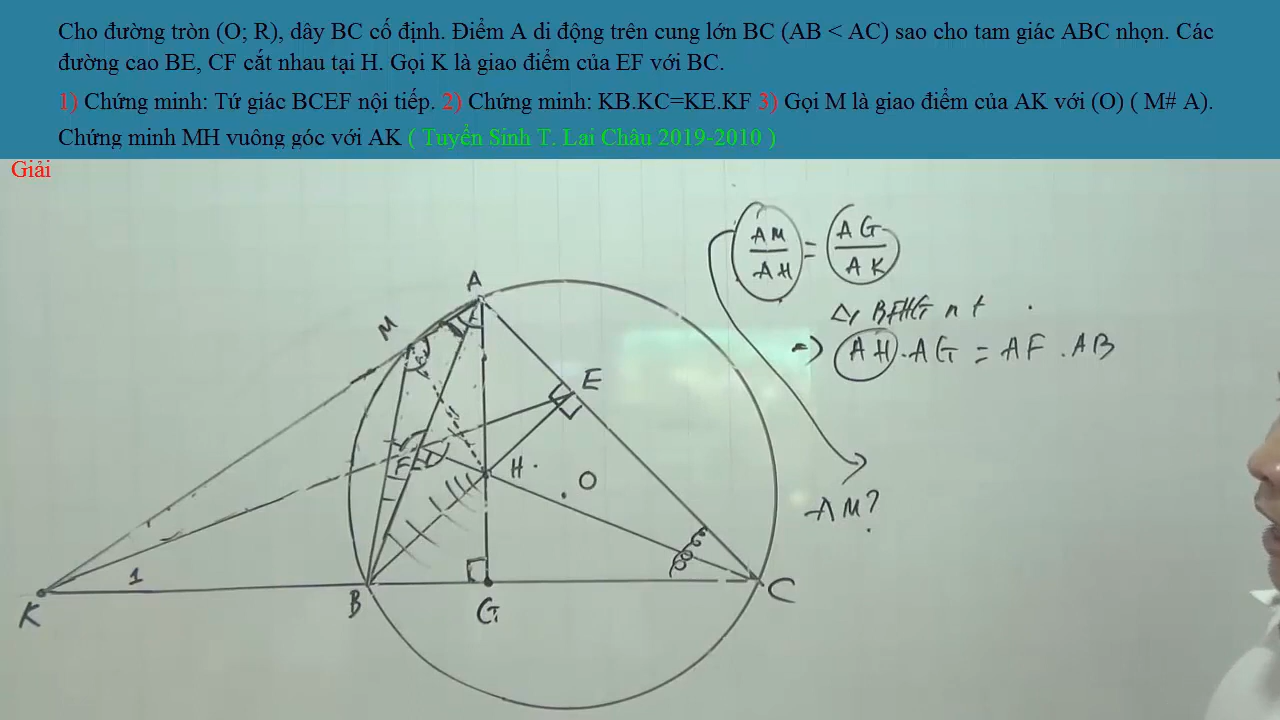 Cho đường tròn (O; R), dây BC cố định. Điểm A di động trên cung lớn BC (AB < AC) sao cho tam giác ABC nhọn. Các
đường cao BE, CF cắt nhau tại H. Gọi K là giao điểm của EF với BC.
1) Chứng minh: Tứ giác BCEF nội tiếp. 2) Chứng minh: KB.KC=KE.KF 3) Gọi M là giao điểm của AK với (O) ( M# A).
Chứng minh MH vuông góc với AK ( Tuyển Sinh T. Lai Châu 2019-2010 )
Giải
AM/AH = AG/AK
BFHG nt
=> AH.AG = AF.AB
AM?
A
M
E
F
H
O
K
1
B
G
C